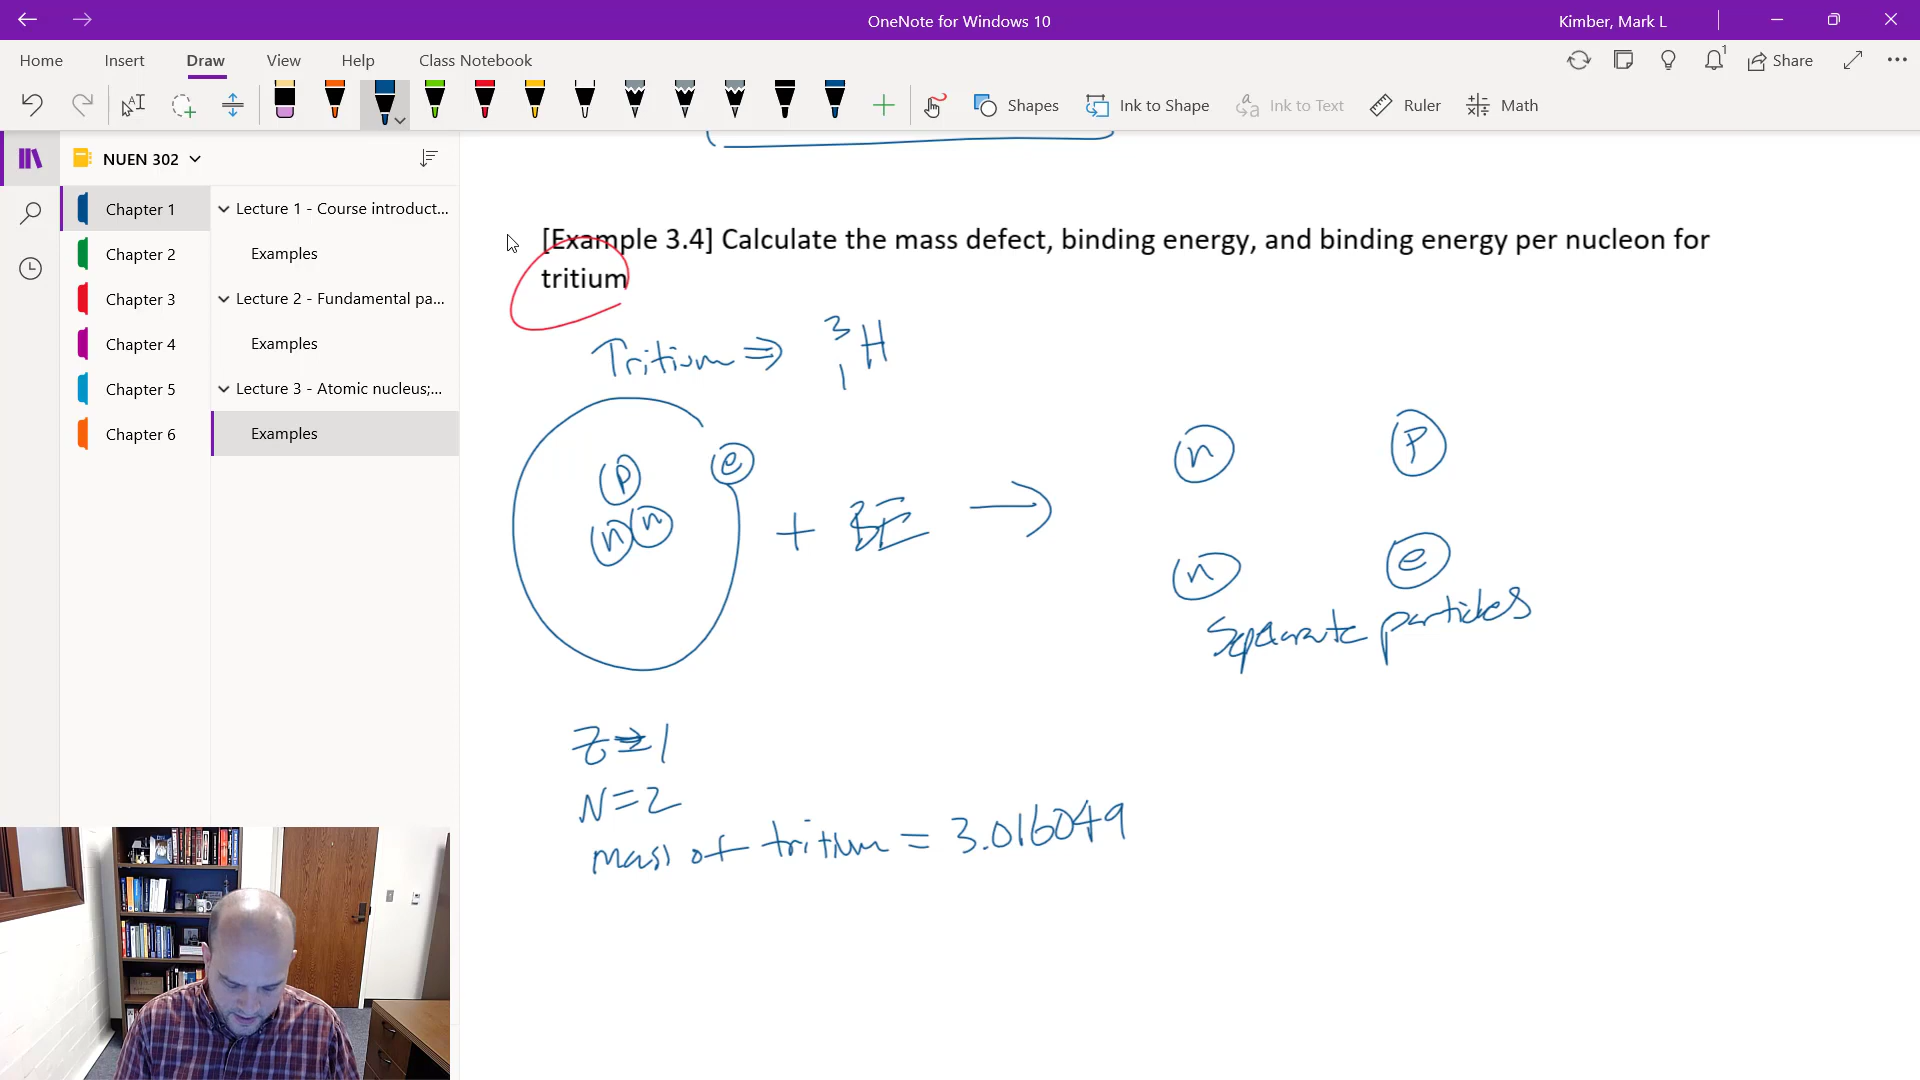 OneNote for Windows 10
Kimber, Mark L
Home Insert Draw View Help Class Notebook
1
Share
Shapes Ink to Shape Ink to Text Ruler Math
NUEN 302
Chapter 1
Chapter 2
Chapter 3
Chapter 4
Chapter 5
Chapter 6
Lecture 1 - Course introduct...
Examples
Lecture 2 - Fundamental pa...
Examples
Lecture 3 - Atomic nucleus;...
Examples
[Example 3.4] Calculate the mass defect, binding energy, and binding energy per nucleon for
tritium
Tritium ⇒ ³₁H
p e
n n
+ BE →
n p
n e
Separate particles
Z = 1
N = 2
mass of tritium = 3.016049